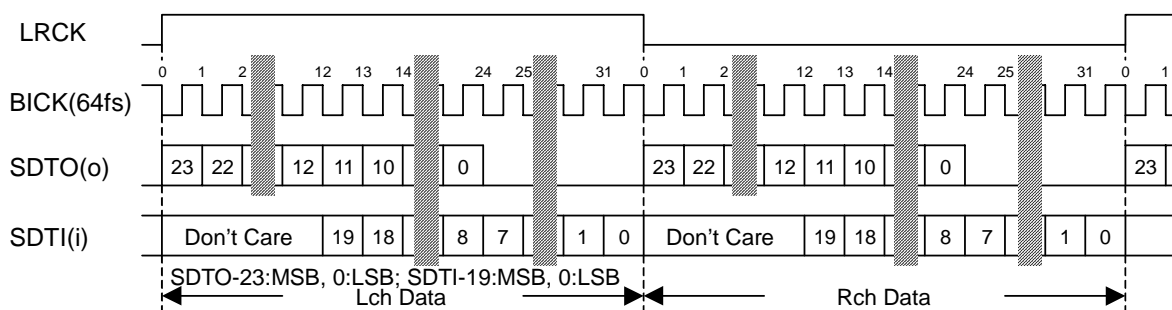 LRCK
0 1 2 12 13 14 24 25 31 0 1 2 12 13 14 24 25 31 0 1
BICK(64fs)
SDTO(o) 23 22 12 11 10 0 23 22 12 11 10 0 23
SDTI(i) Don't Care 19 18 8 7 1 0 Don't Care 19 18 8 7 1 0
SDTO-23:MSB, 0:LSB; SDTI-19:MSB, 0:LSB
Lch Data Rch Data